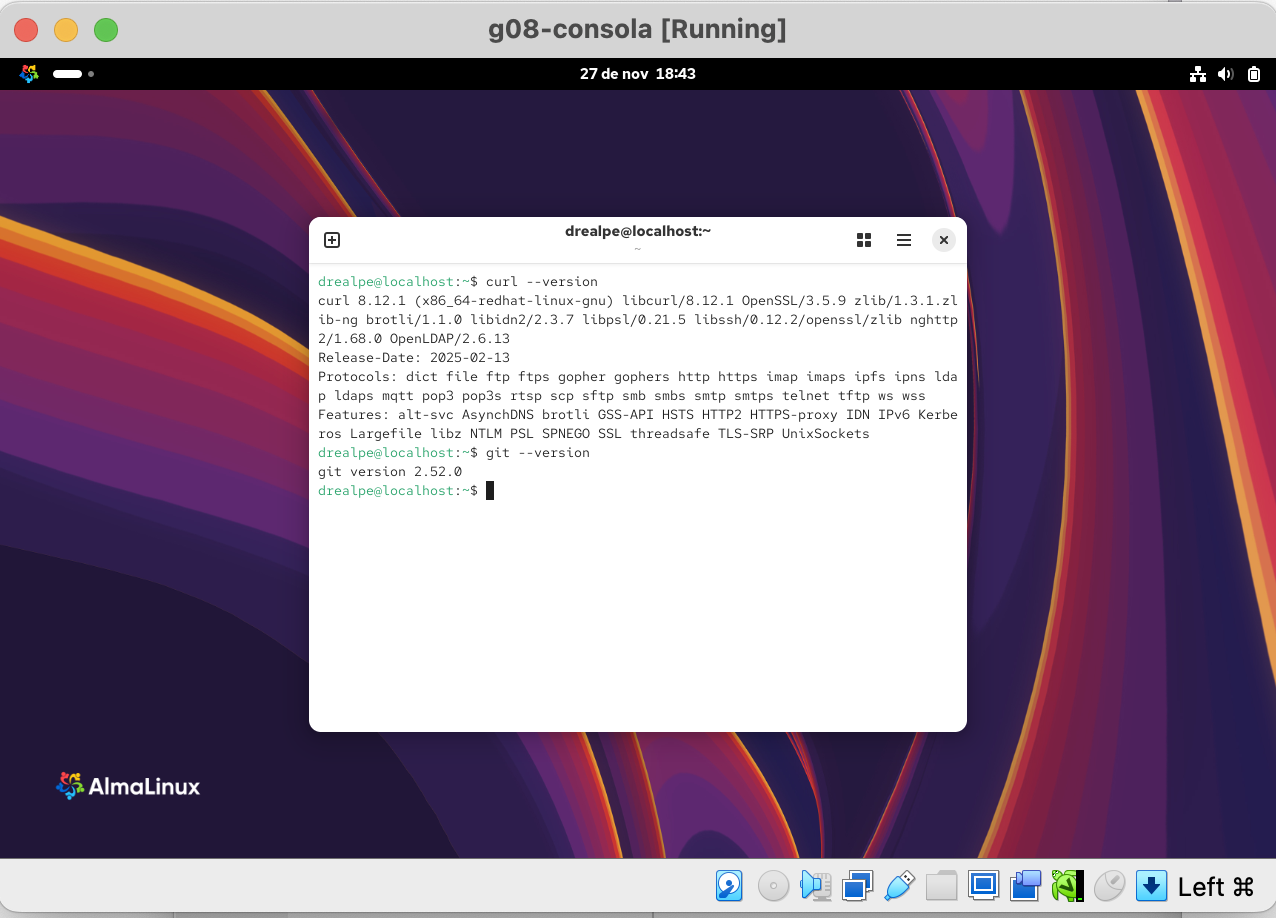 g08-consola [Running]
27 de nov 18:43
drealpe@localhost:~
~
drealpe@localhost:~$ curl --version
curl 8.12.1 (x86_64-redhat-linux-gnu) libcurl/8.12.1 OpenSSL/3.5.9 zlib/1.3.1.zl
ib-ng brotli/1.1.0 libidn2/2.3.7 libpsl/0.21.5 libssh/0.12.2/openssl/zlib nghttp
2/1.68.0 OpenLDAP/2.6.13
Release-Date: 2025-02-13
Protocols: dict file ftp ftps gopher gophers http https imap imaps ipfs ipns lda
p ldaps mqtt pop3 pop3s rtsp scp sftp smb smbs smtp smtps telnet tftp ws wss
Features: alt-svc AsynchDNS brotli GSS-API HSTS HTTP2 HTTPS-proxy IDN IPv6 Kerbe
ros Largefile libz NTLM PSL SPNEGO SSL threadsafe TLS-SRP UnixSockets
drealpe@localhost:~$ git --version
git version 2.52.0
drealpe@localhost:~$
AlmaLinux
Left ⌘